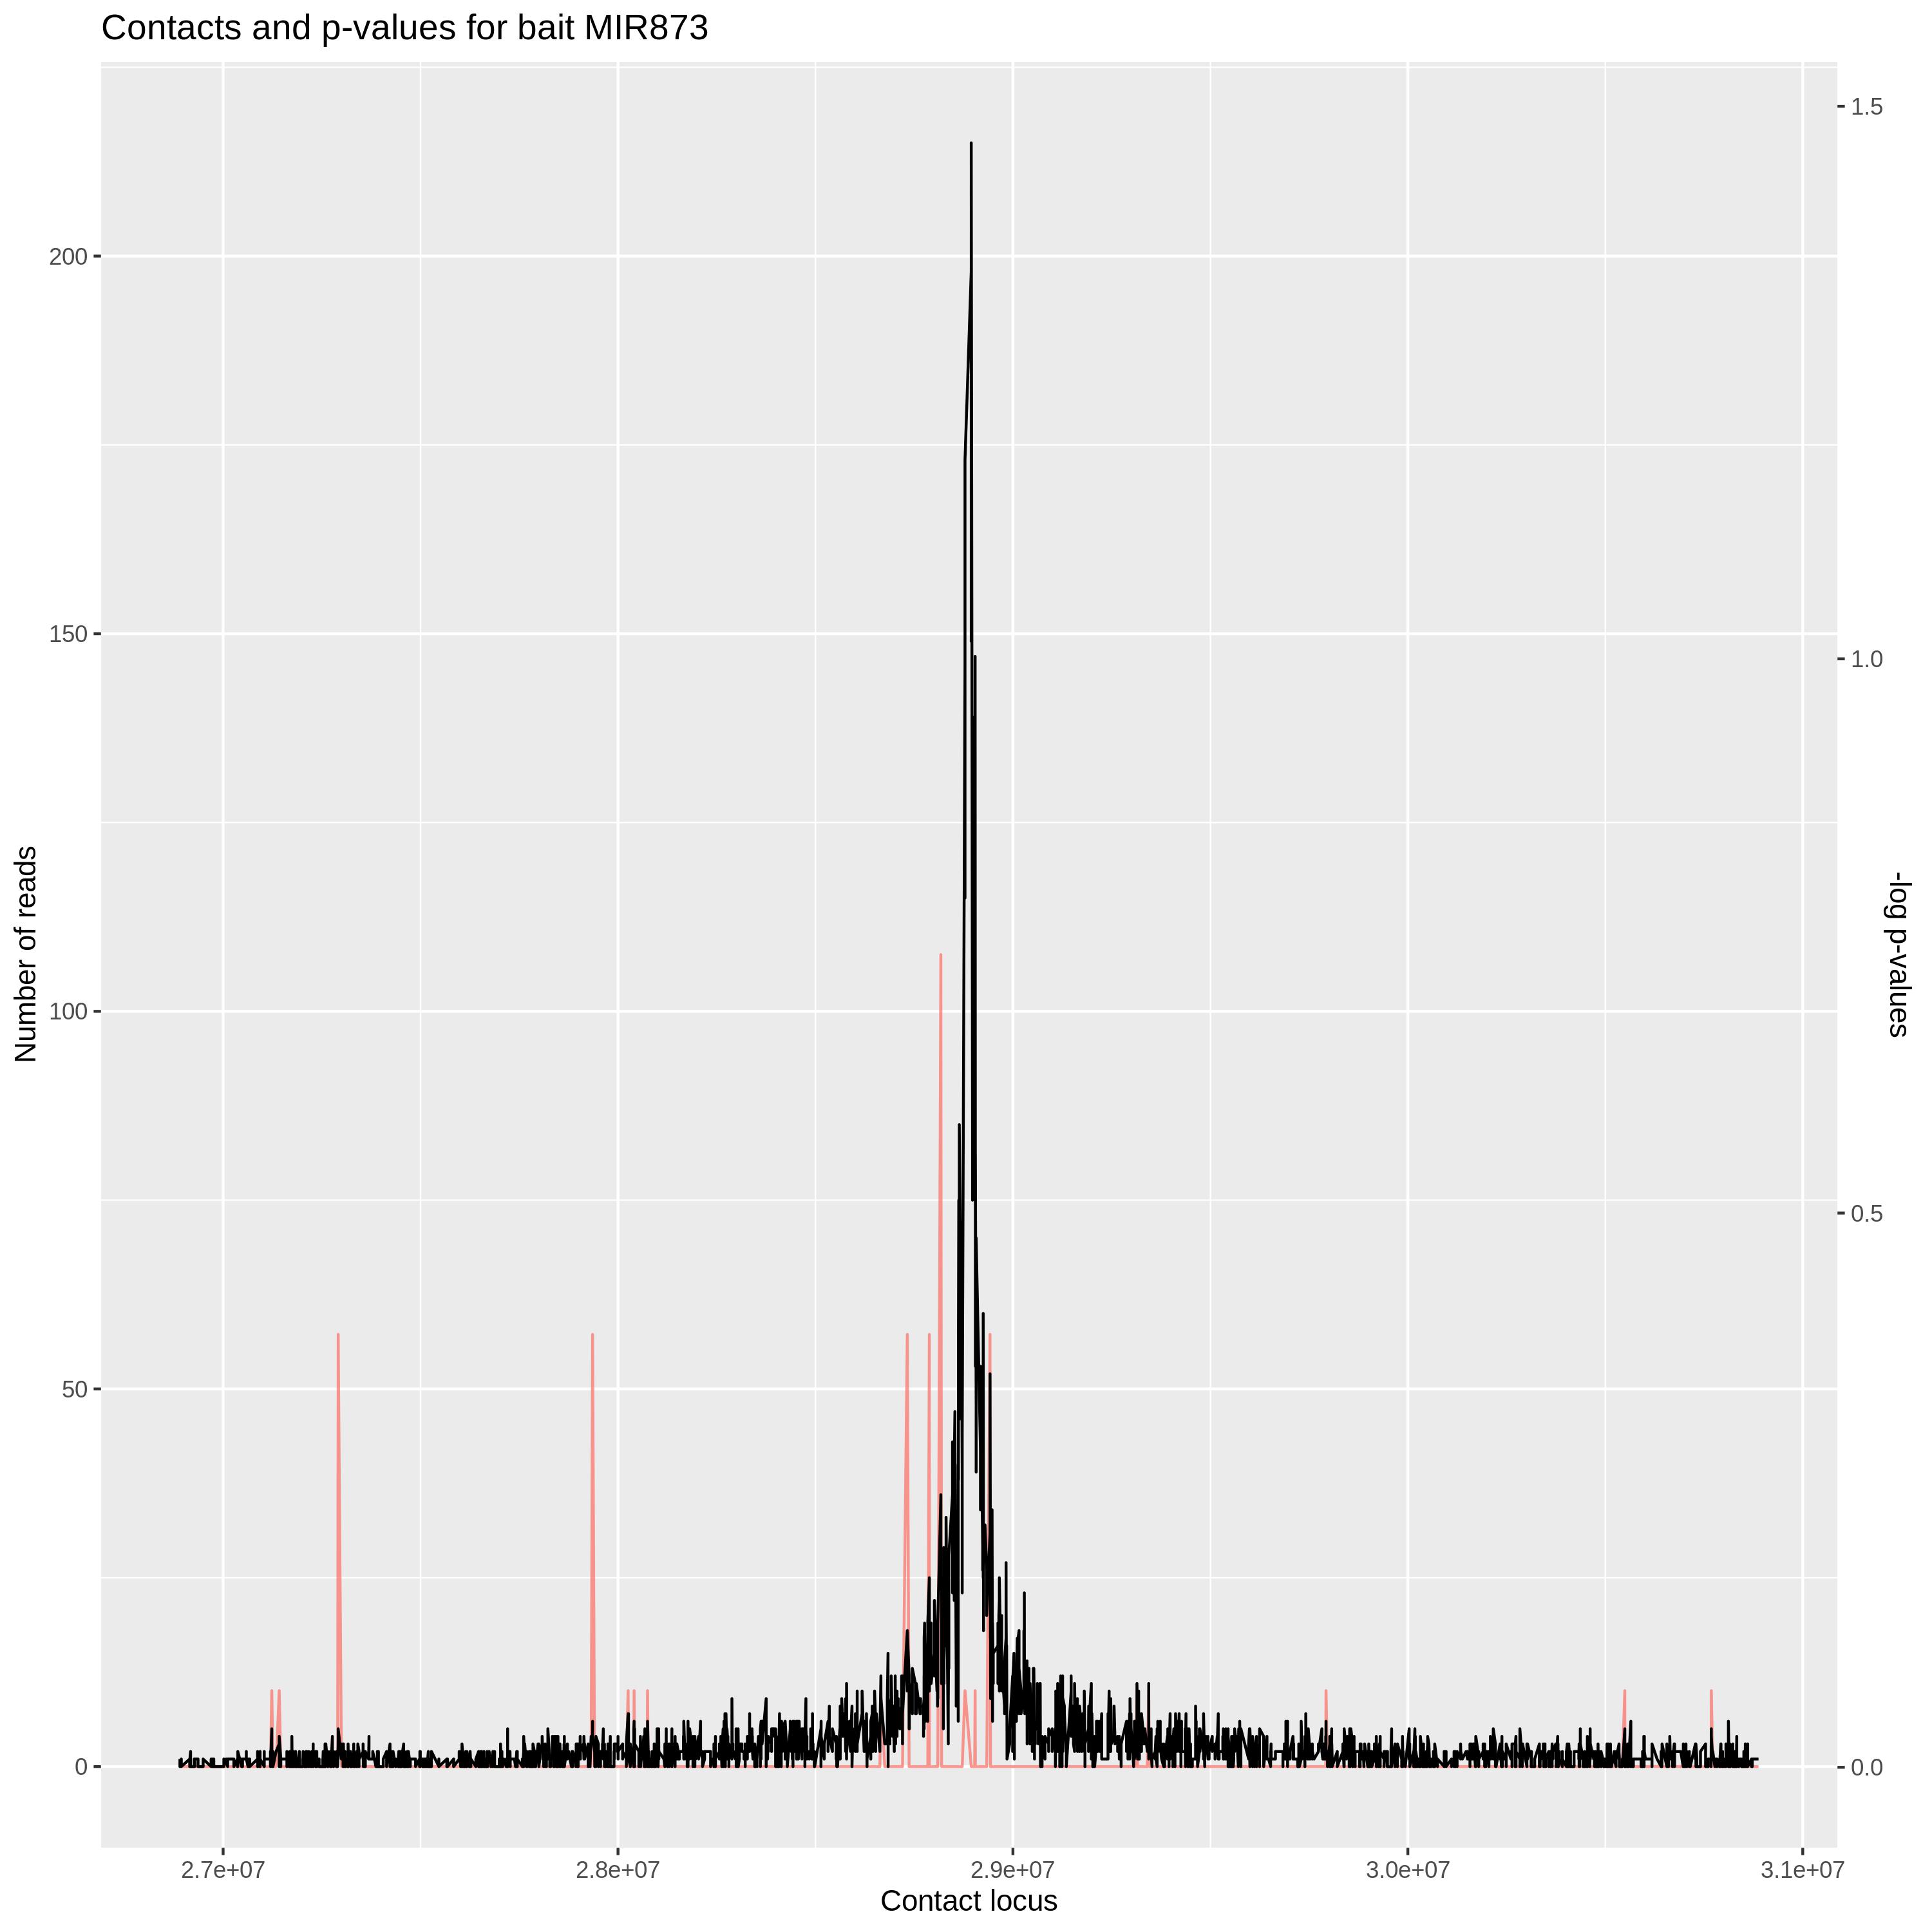 Contacts and p-values for bait MIR873
Number of reads
200
150
100
50
0
1.5
1.0
0.5
0.0
-log p-values
2.7e+07 2.8e+07 2.9e+07 3.0e+07 3.1e+07
Contact locus